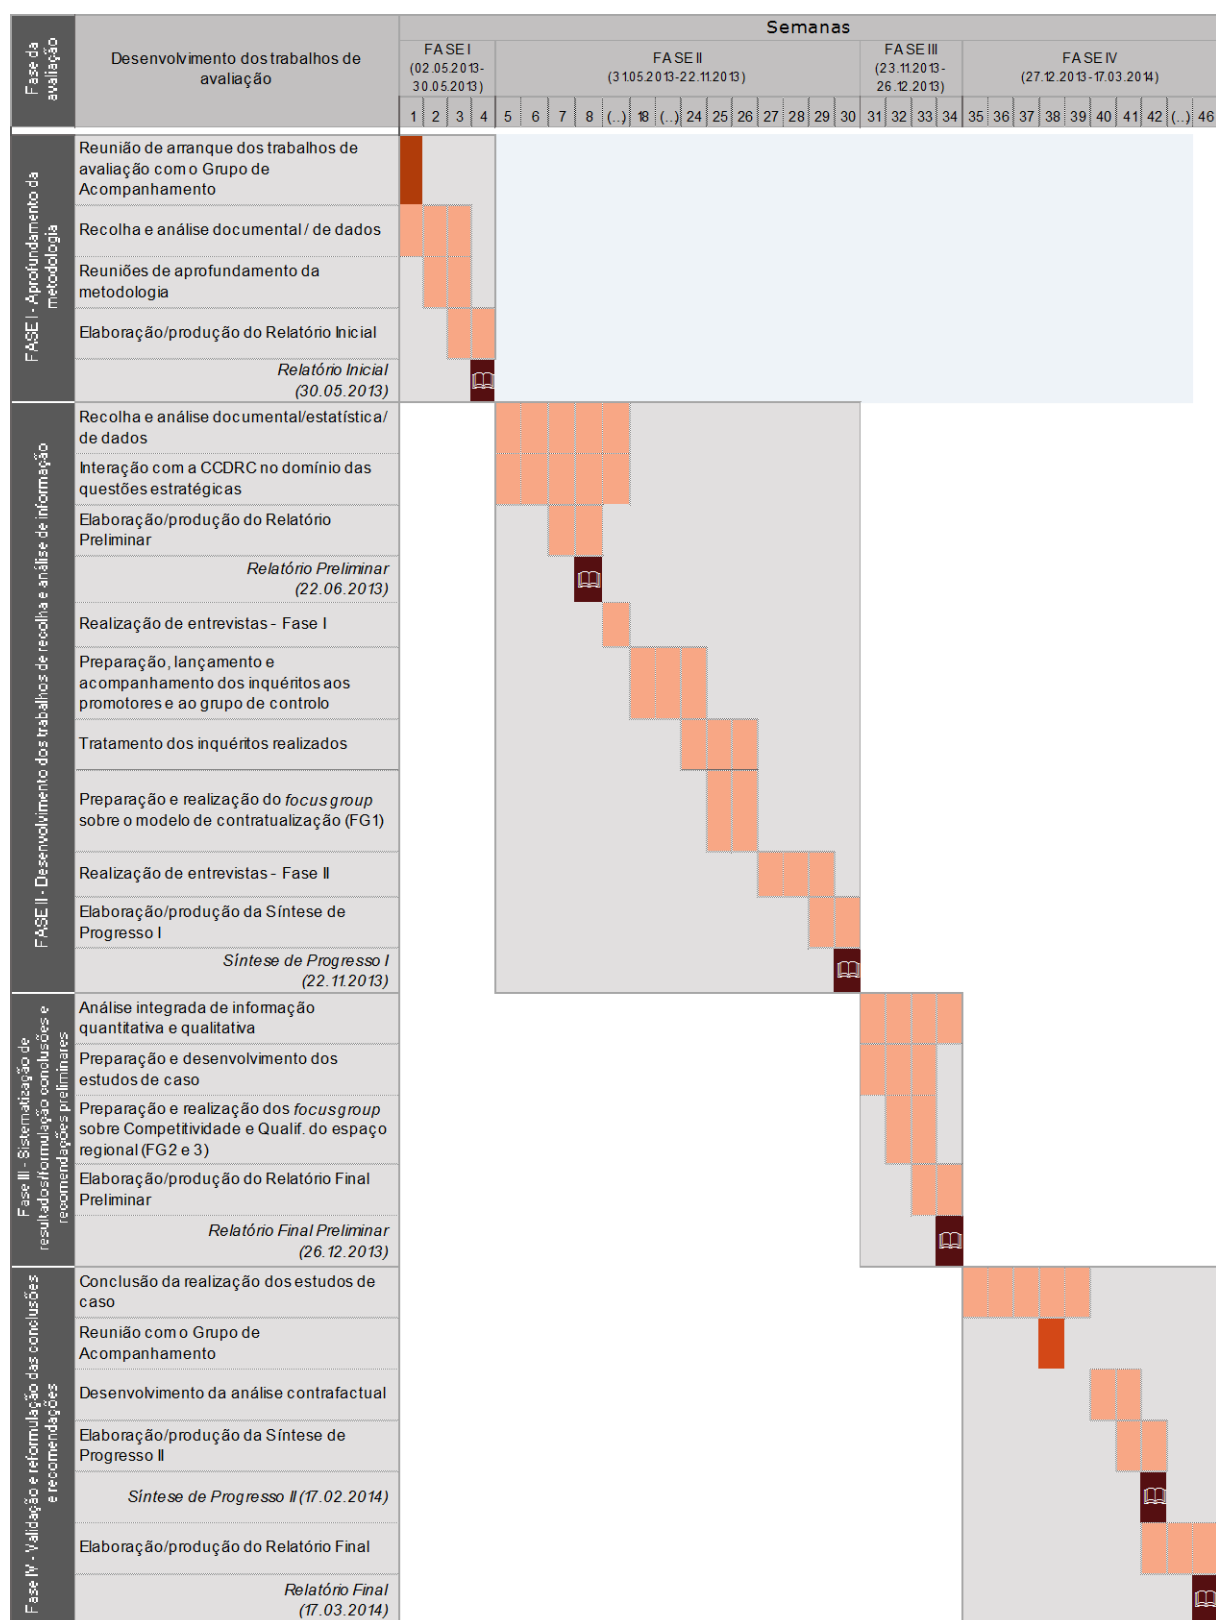 Semanas
Fase da
avaliação
Desenvolvimento dos trabalhos de
avaliação
FASE I
(02.05.2013-
30.05.2013)
FASE II
(31.05.2013-22.11.2013)
FASE III
(23.11.2013-
26.12.2013)
FASE IV
(27.12.2013-17.03.2014)
1 2 3 4 5 6 7 8 (...) 18 (...) 24 25 26 27 28 29 30 31 32 33 34 35 36 37 38 39 40 41 42 (...) 46
FASE I - Aprofundamento da
metodologia
Reunião de arranque dos trabalhos de
avaliação com o Grupo de
Acompanhamento
Recolha e análise documental / de dados
Reuniões de aprofundamento da
metodologia
Elaboração/produção do Relatório Inicial
Relatório Inicial
(30.05.2013)
FASE II - Desenvolvimento dos trabalhos de recolha e análise de informação
Recolha e análise documental/estatística/
de dados
Interação com a CCDRC no domínio das
questões estratégicas
Elaboração/produção do Relatório
Preliminar
Relatório Preliminar
(22.06.2013)
Realização de entrevistas - Fase I
Preparação, lançamento e
acompanhamento dos inquéritos aos
promotores e ao grupo de controlo
Tratamento dos inquéritos realizados
Preparação e realização do focus group
sobre o modelo de contratualização (FG1)
Realização de entrevistas - Fase II
Elaboração/produção da Síntese de
Progresso I
Síntese de Progresso I
(22.11.2013)
Fase III - Sistematização de
resultados/formulação conclusões e
recomendações preliminares
Análise integrada de informação
quantitativa e qualitativa
Preparação e desenvolvimento dos
estudos de caso
Preparação e realização dos focus group
sobre Competitividade e Qualif. do espaço
regional (FG2 e 3)
Elaboração/produção do Relatório Final
Preliminar
Relatório Final Preliminar
(26.12.2013)
Fase IV - Validação e reformulação das conclusões
e recomendações
Conclusão da realização dos estudos de
caso
Reunião com o Grupo de
Acompanhamento
Desenvolvimento da análise contrafactual
Elaboração/produção da Síntese de
Progresso II
Síntese de Progresso II (17.02.2014)
Elaboração/produção do Relatório Final
Relatório Final
(17.03.2014)